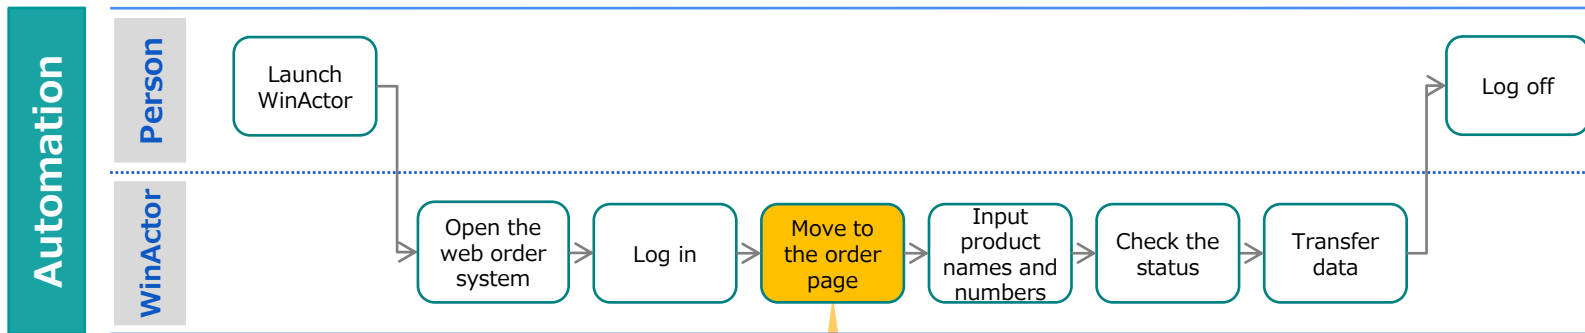 Automation
Person
Launch
WinActor
Log off
WinActor
Open the
web order
system
Log in
Move to
the order
page
Input
product
names and
numbers
Check the
status
Transfer
data